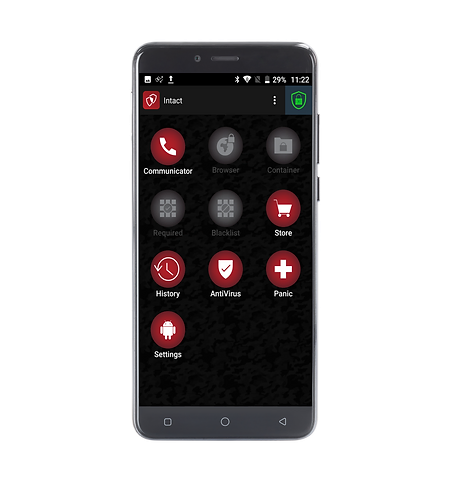 29% 11:22
Intact
Communicator Browser Container
Required Blacklist Store
History AntiVirus Panic
Settings